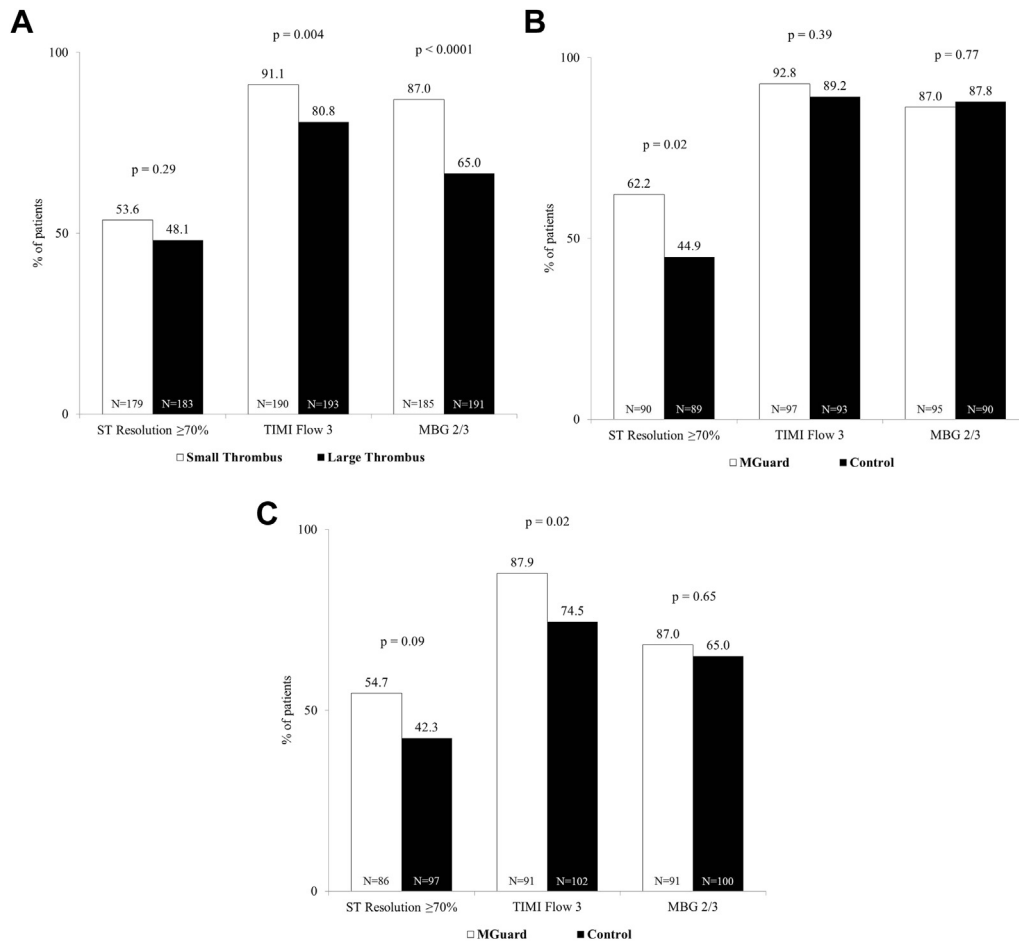 A
p = 0.004
p < 0.0001
100
91.1
87.0
80.8
p = 0.29
65.0
53.6
48.1
50
% of patients
N=179 N=183 N=190 N=193 N=185 N=191
0
ST Resolution ≥70% TIMI Flow 3 MBG 2/3
Small Thrombus Large Thrombus
B
p = 0.39
p = 0.77
100
92.8
89.2
87.0 87.8
p = 0.02
62.2
44.9
50
% of patients
N=90 N=89 N=97 N=93 N=95 N=90
0
ST Resolution ≥70% TIMI Flow 3 MBG 2/3
MGuard Control
C
p = 0.02
100
87.9
74.5
p = 0.65
87.0 65.0
p = 0.09
54.7
42.3
50
% of patients
N=86 N=97 N=91 N=102 N=91 N=100
0
ST Resolution ≥70% TIMI Flow 3 MBG 2/3
MGuard Control